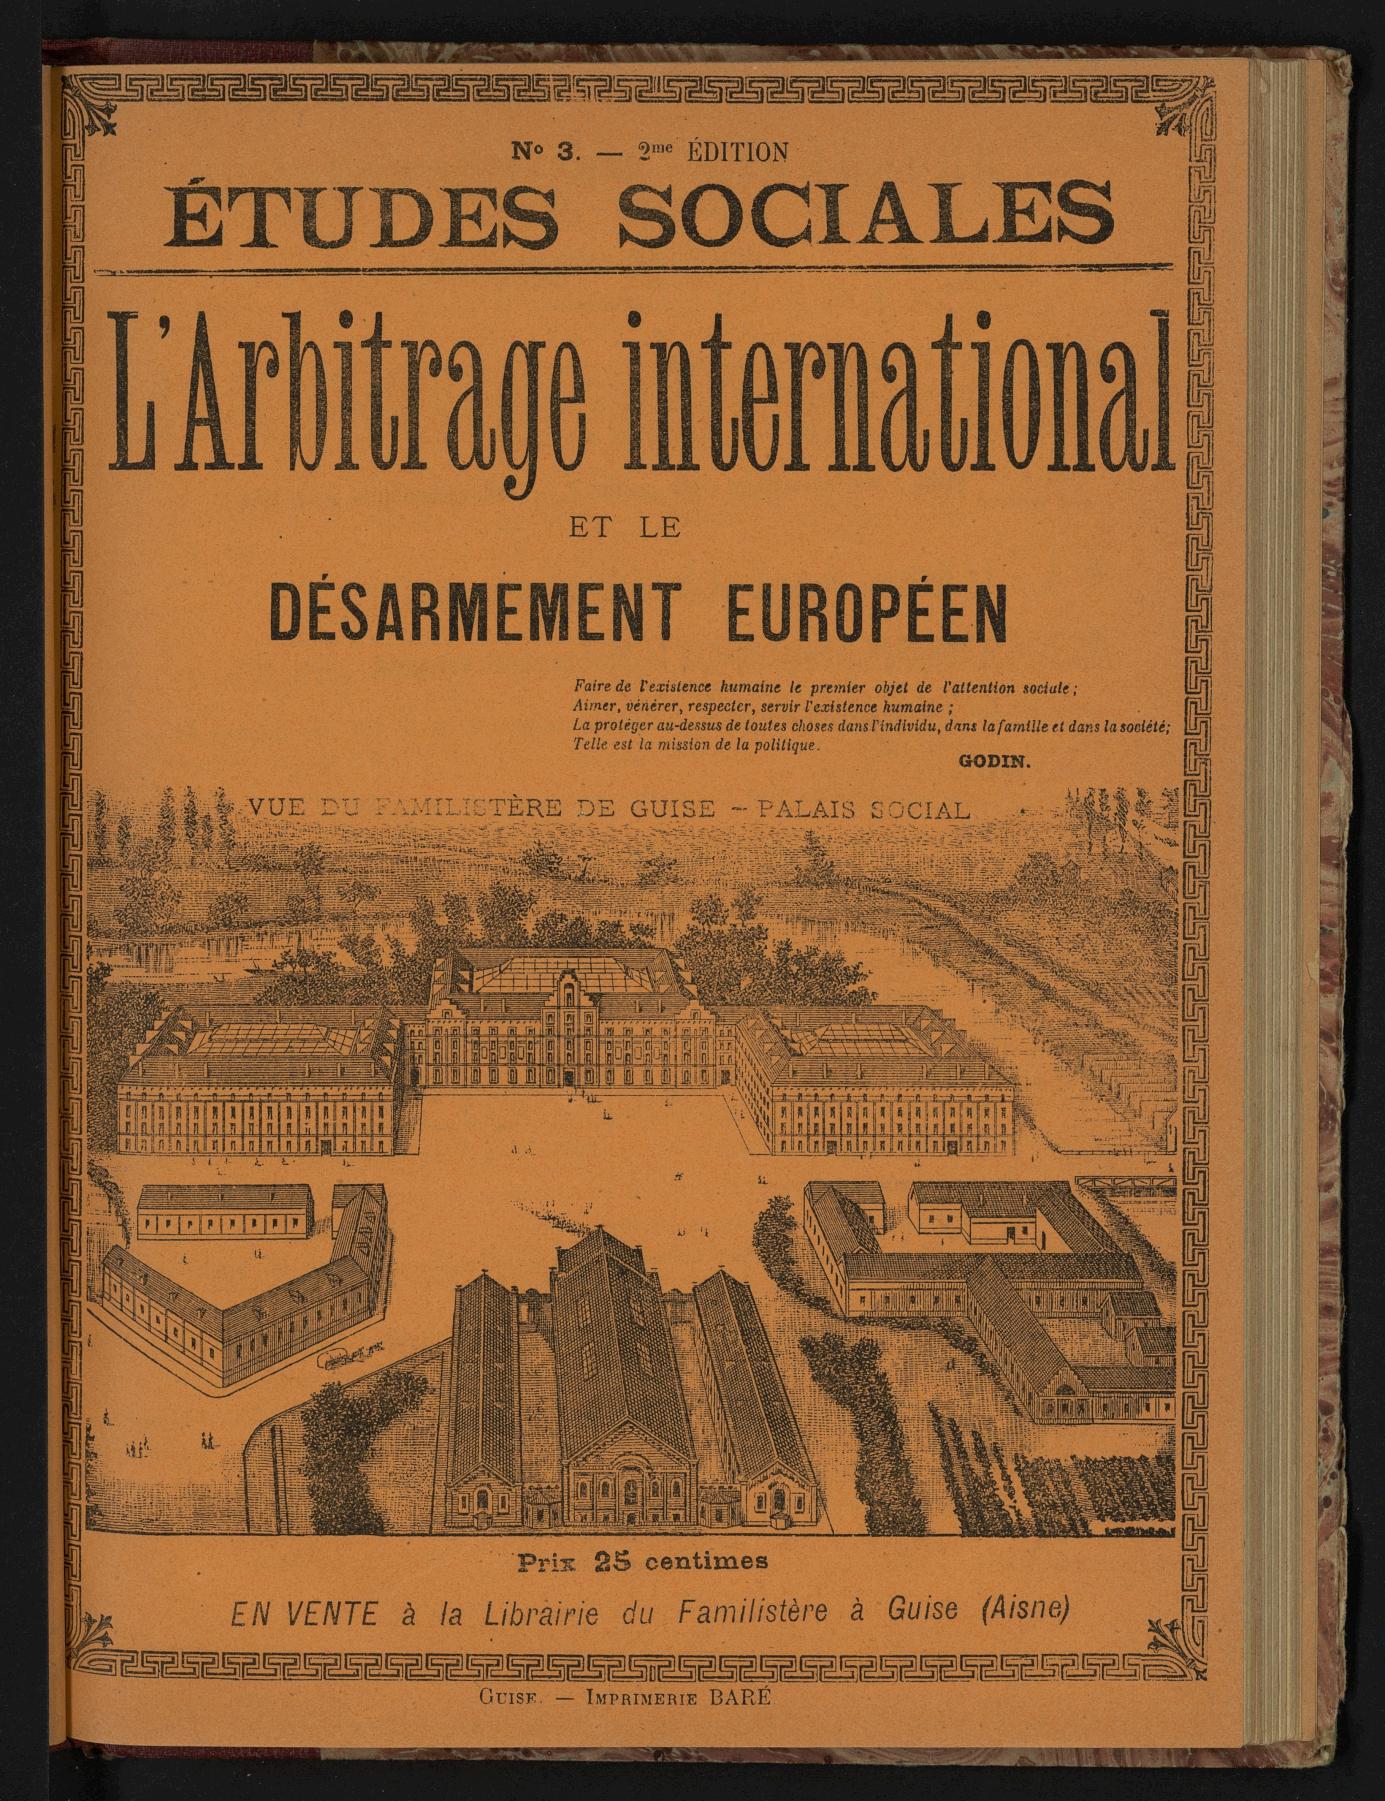 No 3. — 2me ÉDITION
ÉTUDES SOCIALES
L'Arbitrage international
ET LE
DÉSARMEMENT EUROPÉEN
Faire de l'existence humaine le premier objet de l'attention sociale ;
Aimer, vénérer, respecter, servir l'existence humaine ;
La protéger au-dessus de toutes choses dans l'individu, dans la famille et dans la société;
Telle est la mission de la politique.
GODIN.
VUE DU FAMILISTÈRE DE GUISE – PALAIS SOCIAL
Prix 25 centimes
EN VENTE à la Librairie du Familistère à Guise (Aisne)
GUISE. — IMPRIMERIE BARÉ